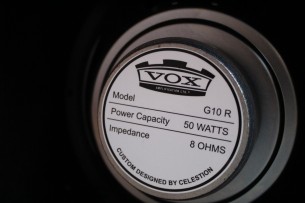 VOX
Model G10 R
Power Capacity 50 WATTS
Impedance 8 OHMS
CUSTOM DESIGNED BY CELESTION